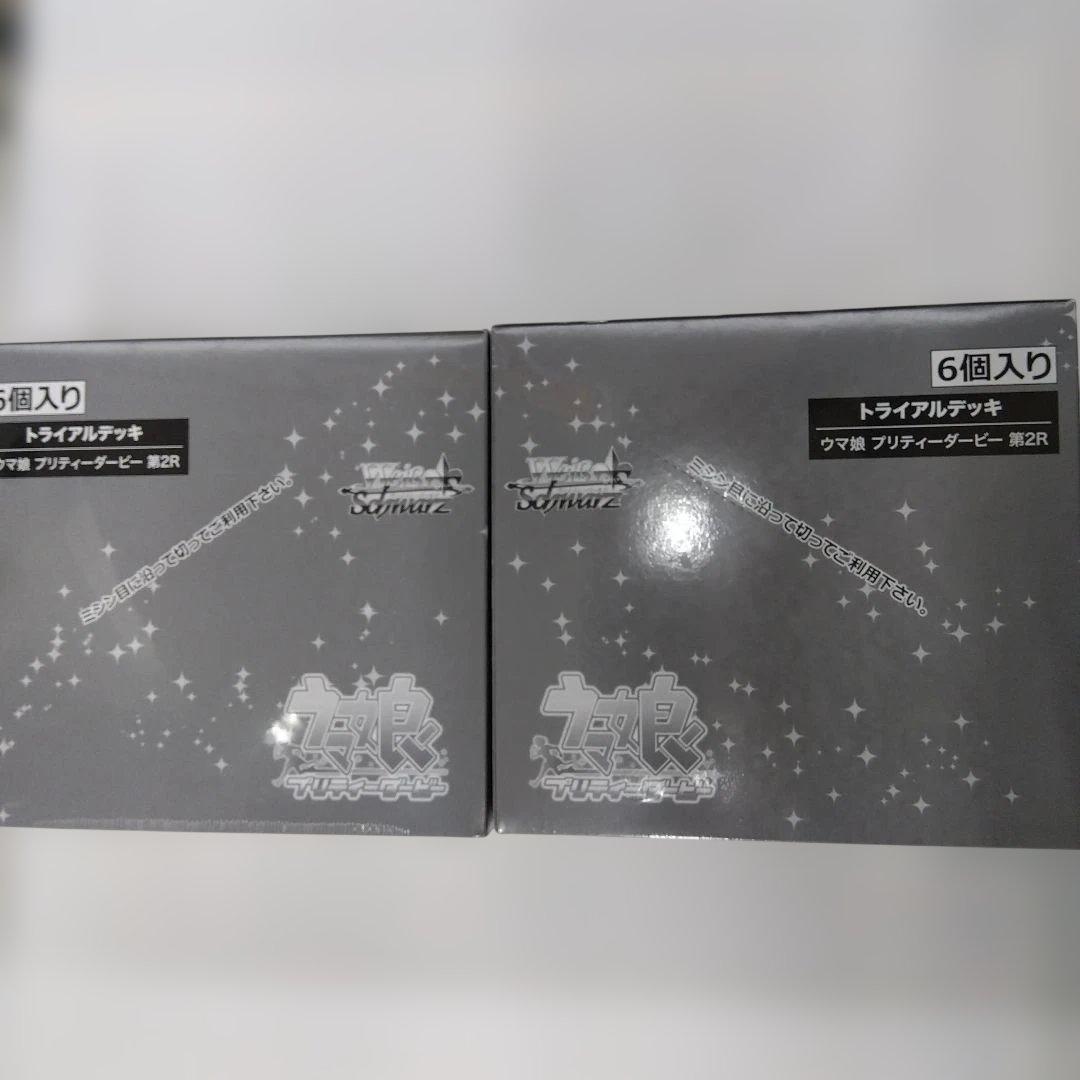 6個入り
トライアルデッキ
ウマ娘 プリティーダービー 第2R
ミシン目に沿って切ってご利用下さい。
Weiß
Schwarz
ウマ娘
プリティーダービー
6個入り
トライアルデッキ
ウマ娘 プリティーダービー 第2R
Weiß
Schwarz
ミシン目に沿って切ってご利用下さい。
ウマ娘
プリティーダービー